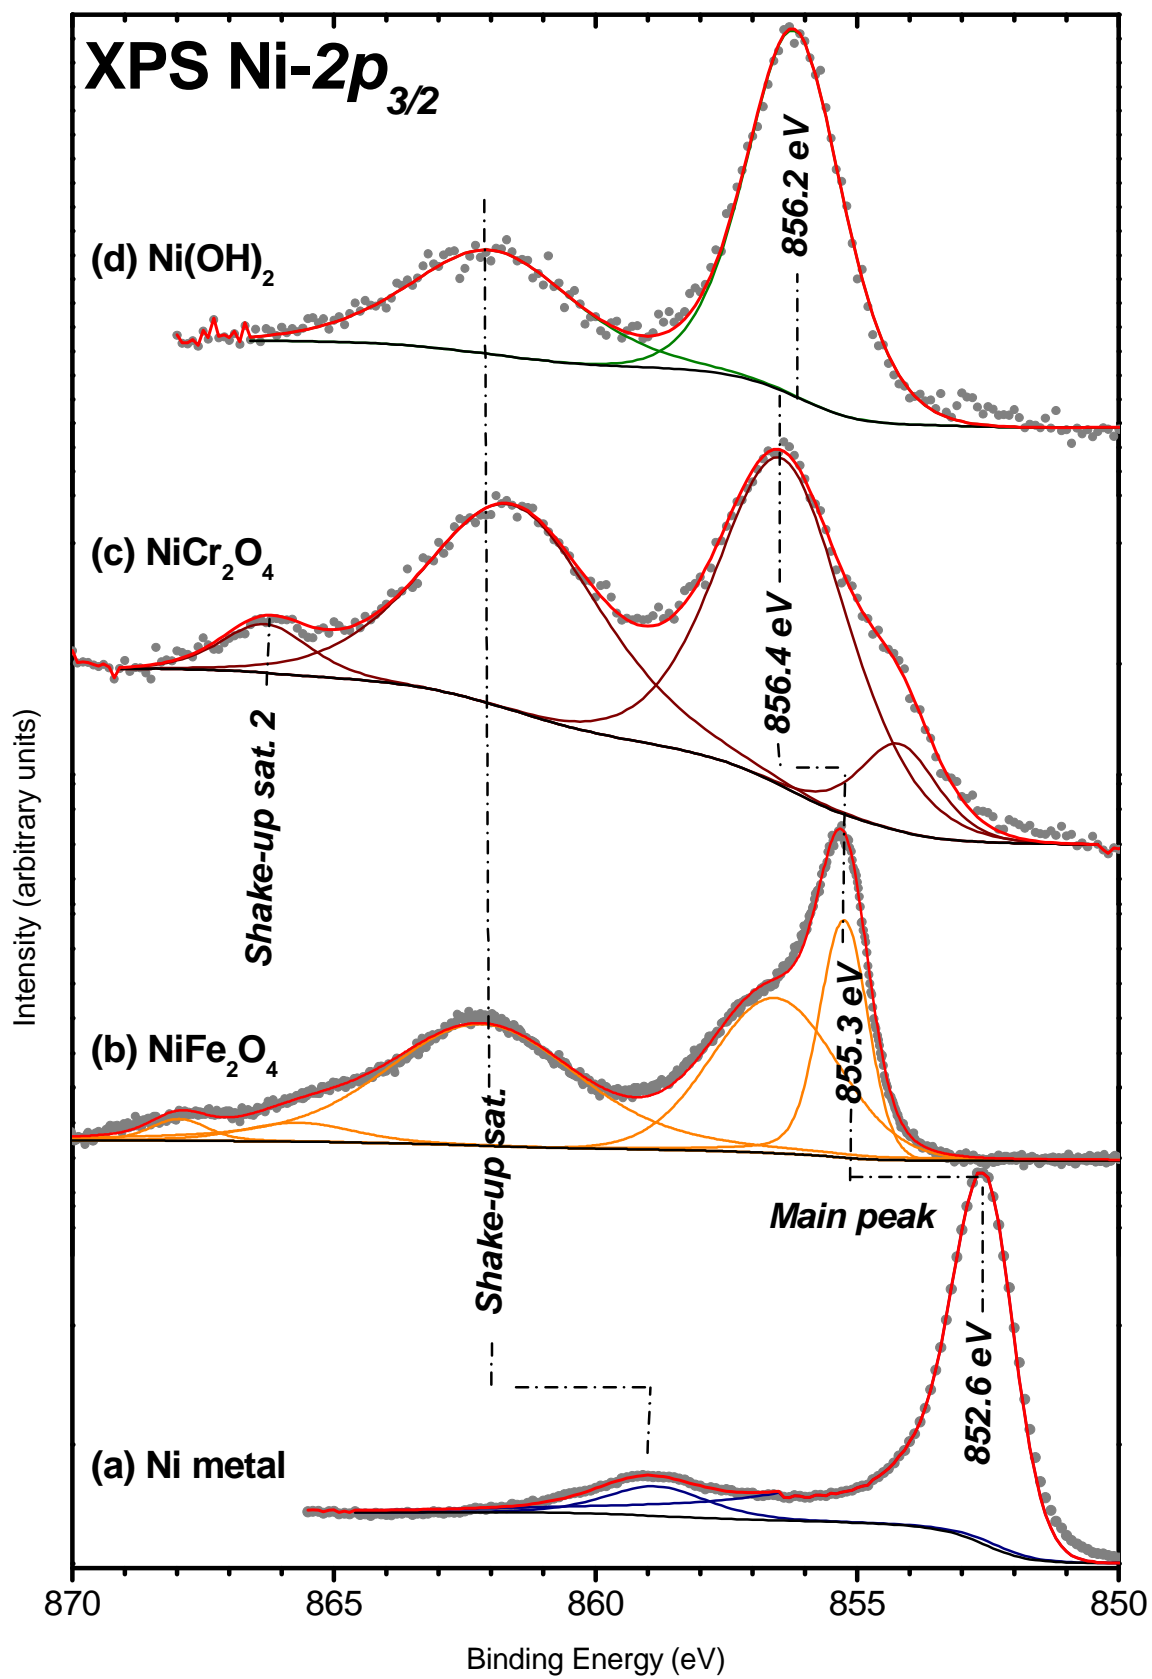 XPS Ni-2p3/2
856.2 eV
(d) Ni(OH)2
(c) NiCr2O4
856.4 eV
Shake-up sat. 2
Intensity (arbitrary units)
855.3 eV
(b) NiFe2O4
Shake-up sat.
Main peak
852.6 eV
(a) Ni metal
870 865 860 855 850
Binding Energy (eV)